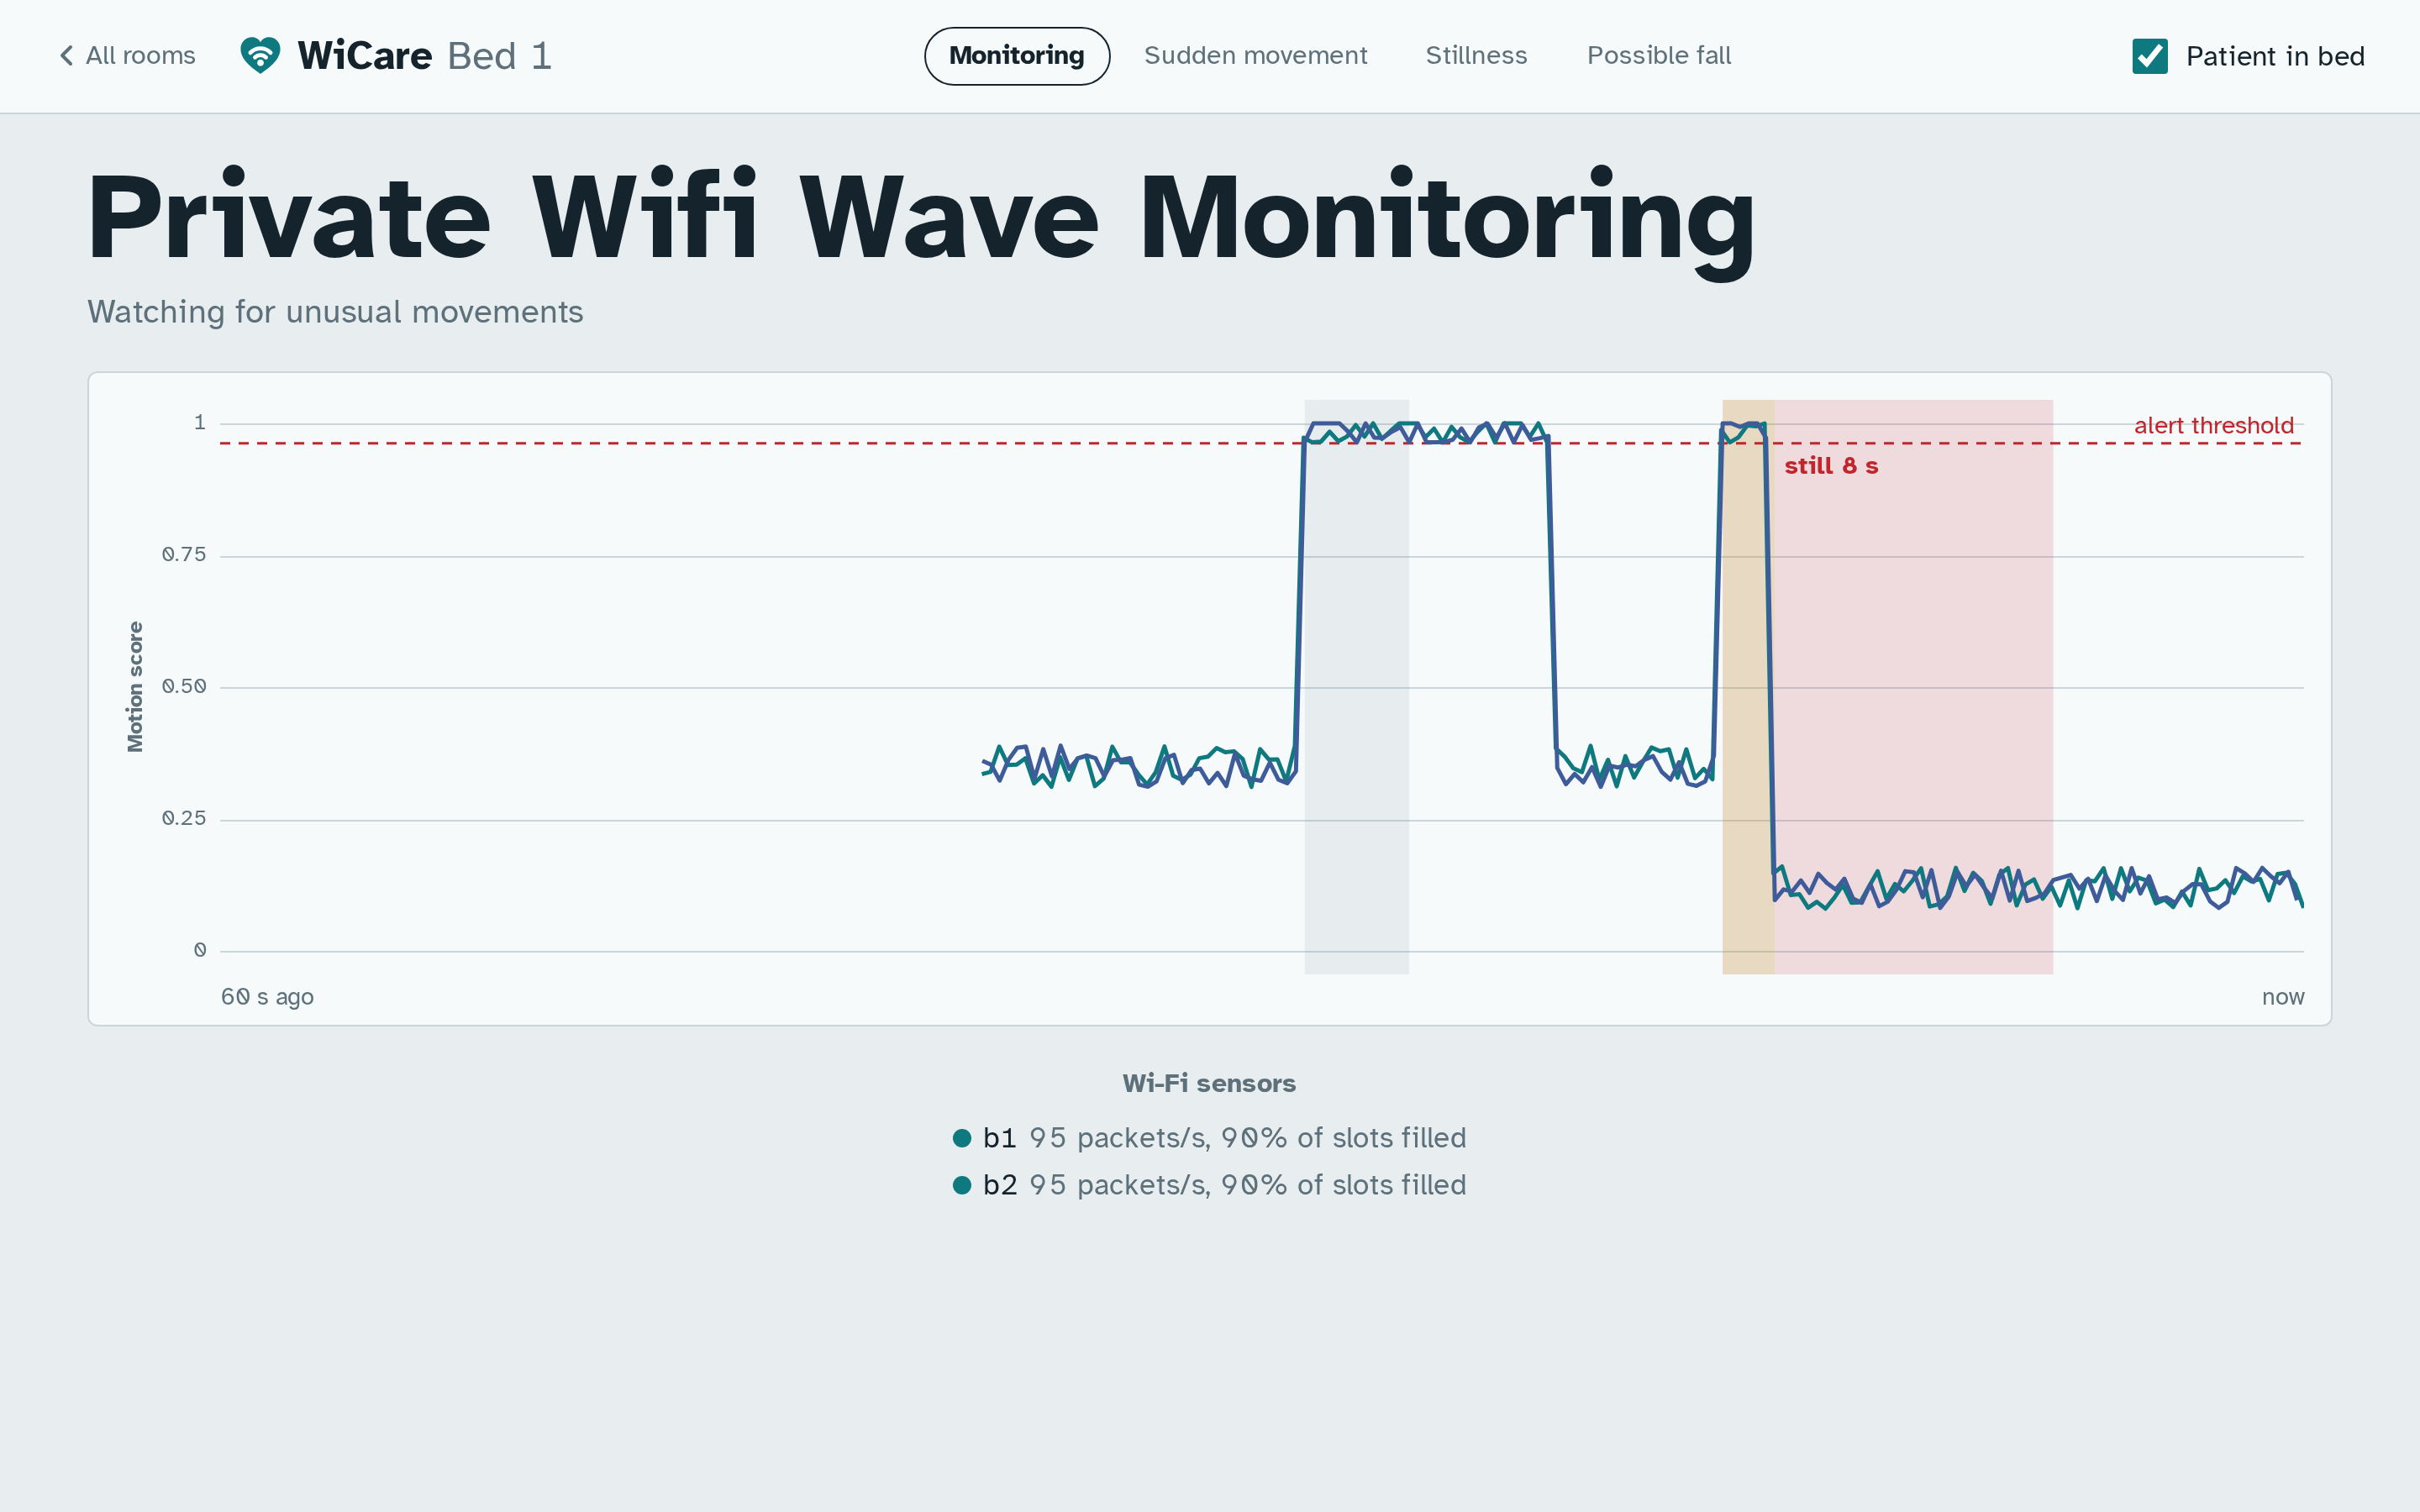 All rooms
WiCare Bed 1
Monitoring
Sudden movement
Stillness
Possible fall
Patient in bed
Private Wifi Wave Monitoring
Watching for unusual movements
Motion score
1
0.75
0.50
0.25
0
alert threshold
still 8 s
60 s ago
now
Wi-Fi sensors
b1 95 packets/s, 90% of slots filled
b2 95 packets/s, 90% of slots filled